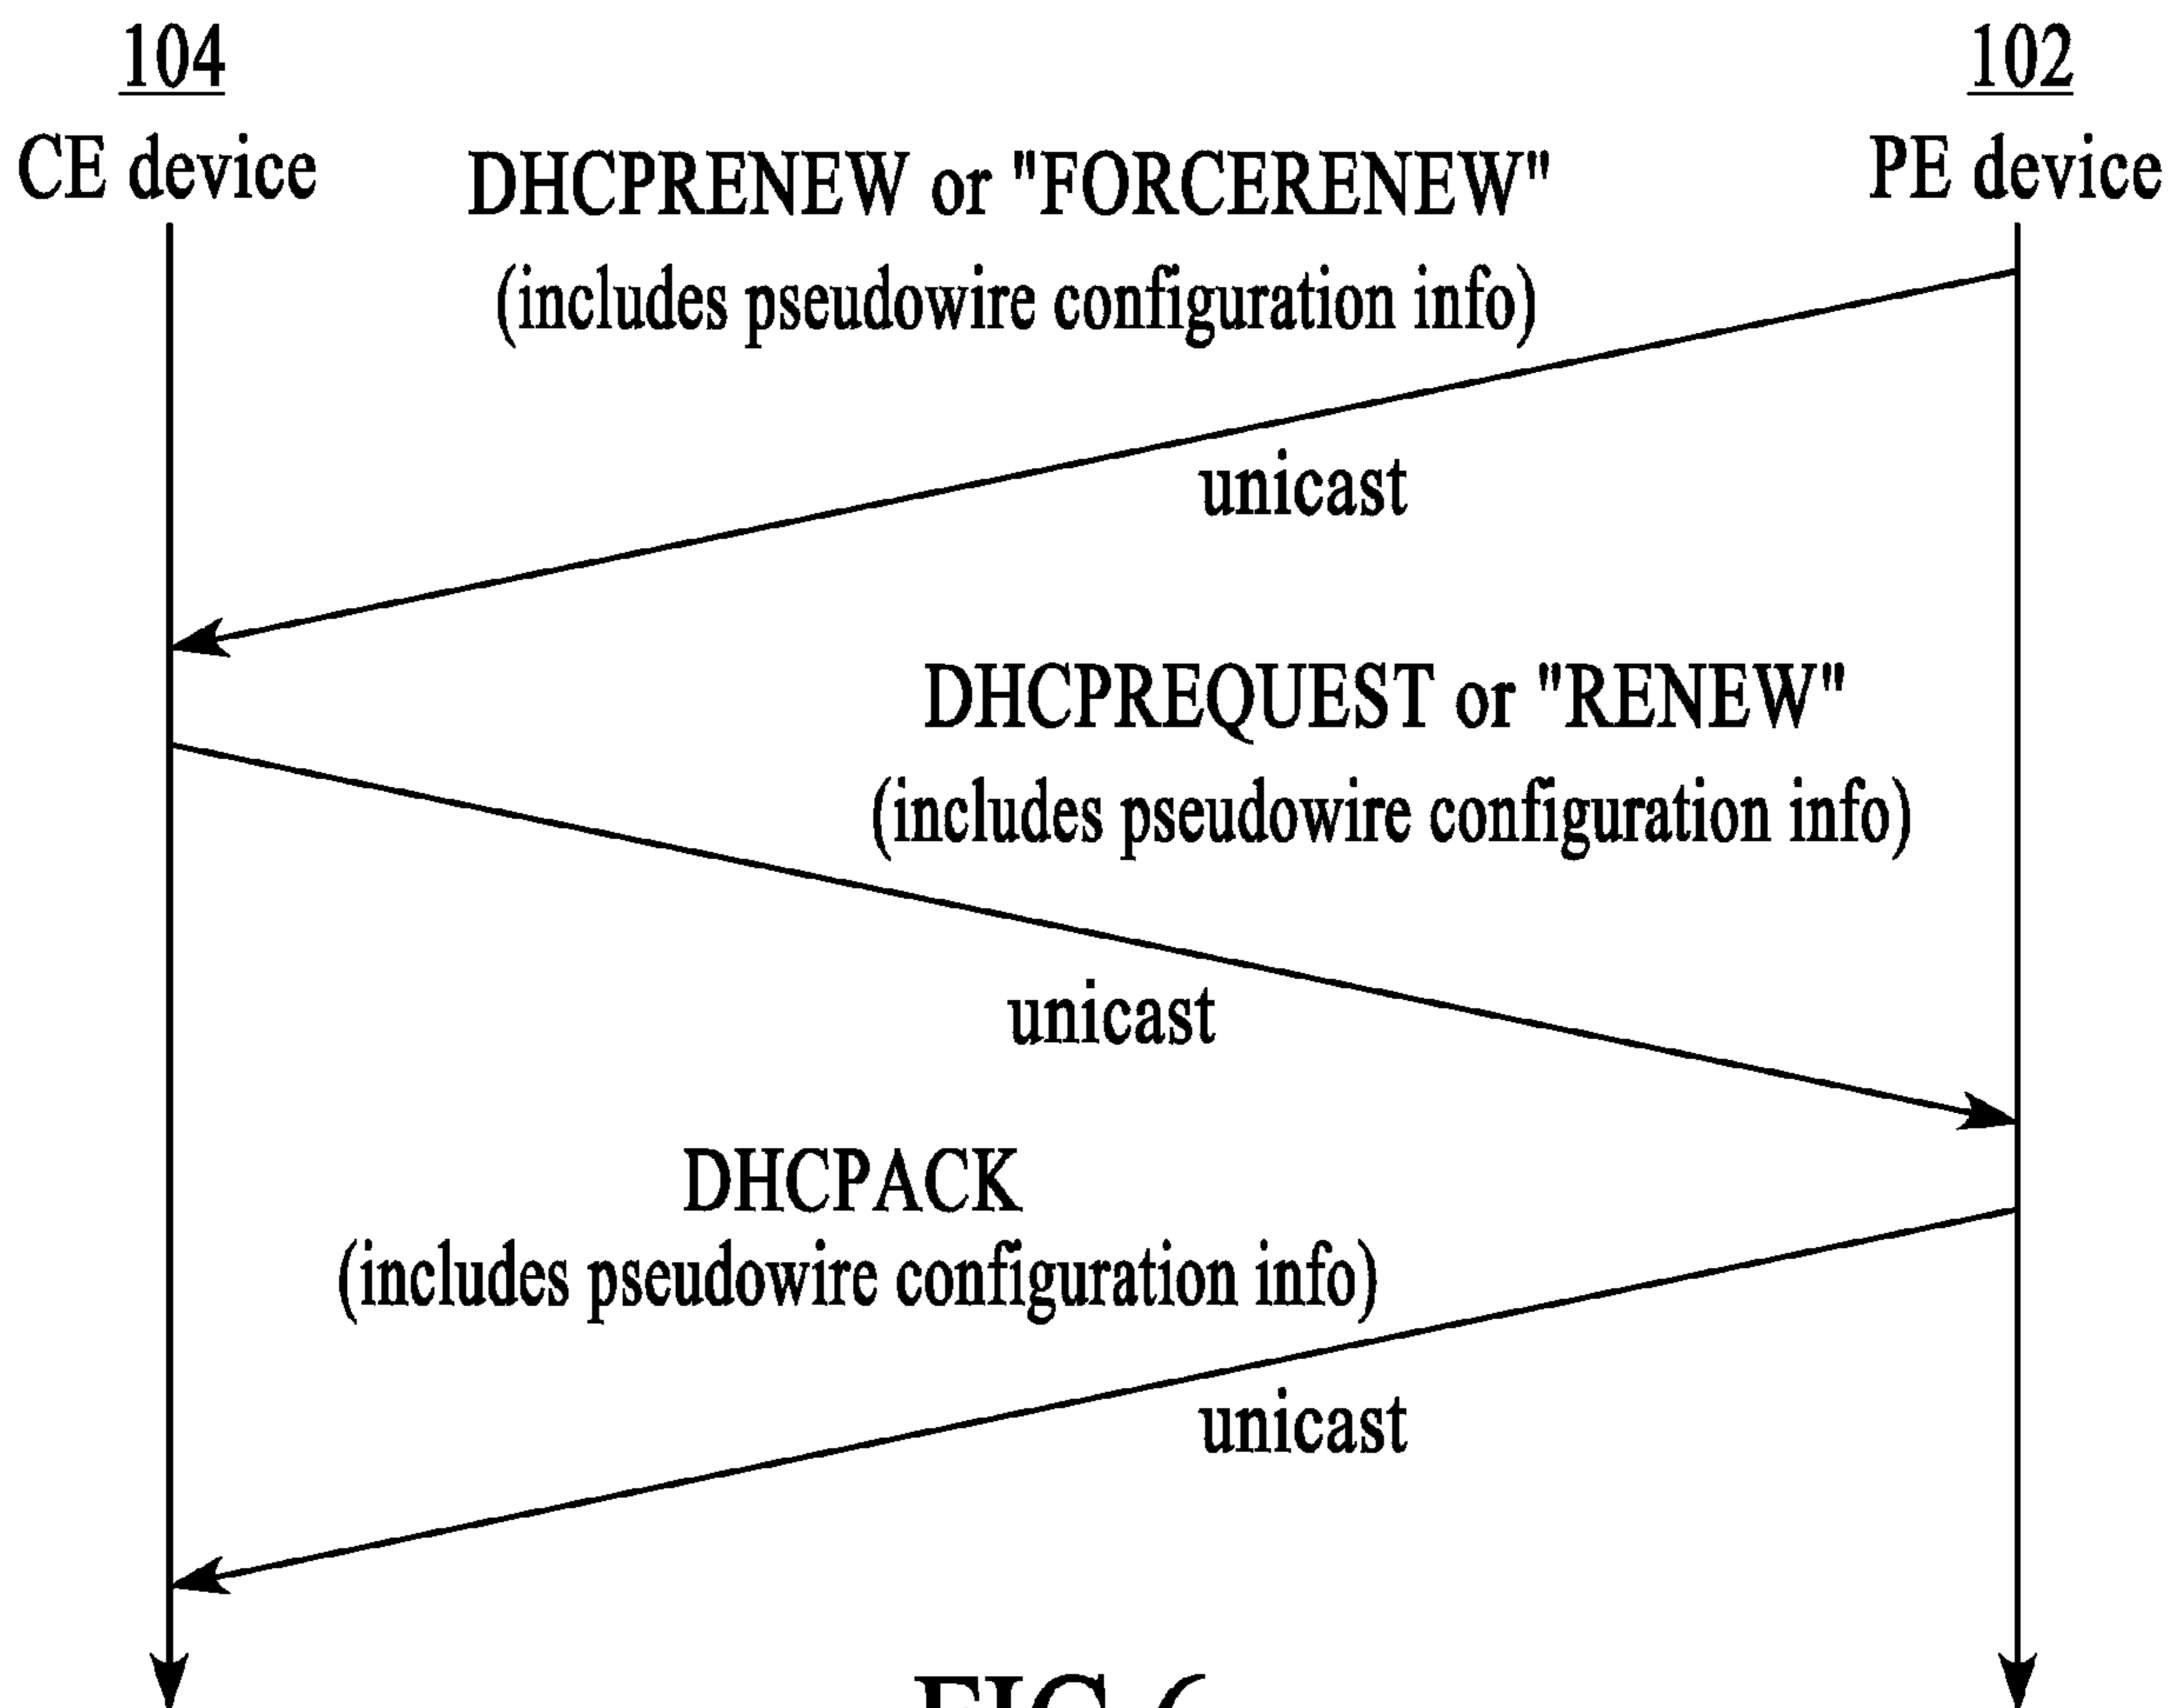 104
CE device
102
PE device
DHCPRENEW or "FORCERENEW"
(includes pseudowire configuration info)
unicast
DHCPREQUEST or "RENEW"
(includes pseudowire configuration info)
unicast
DHCPACK
(includes pseudowire configuration info)
unicast